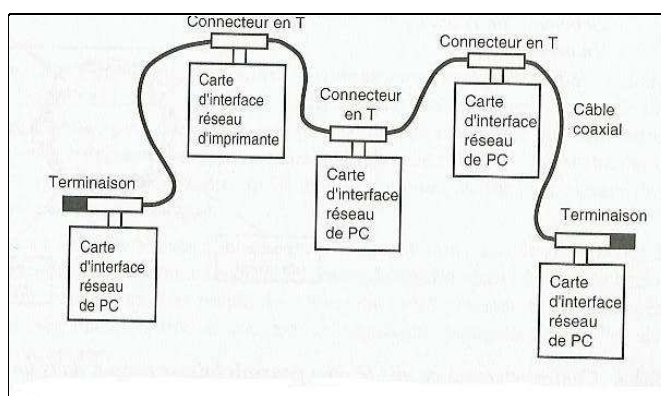 Connecteur en T
Carte
d'interface
réseau
d'imprimante
Connecteur
en T
Connecteur en T
Carte
d'interface
réseau
de PC
Câble
coaxial
Terminaison
Carte
d'interface
réseau
de PC
Carte
d'interface
réseau
de PC
Terminaison
Carte
d'interface
réseau
de PC